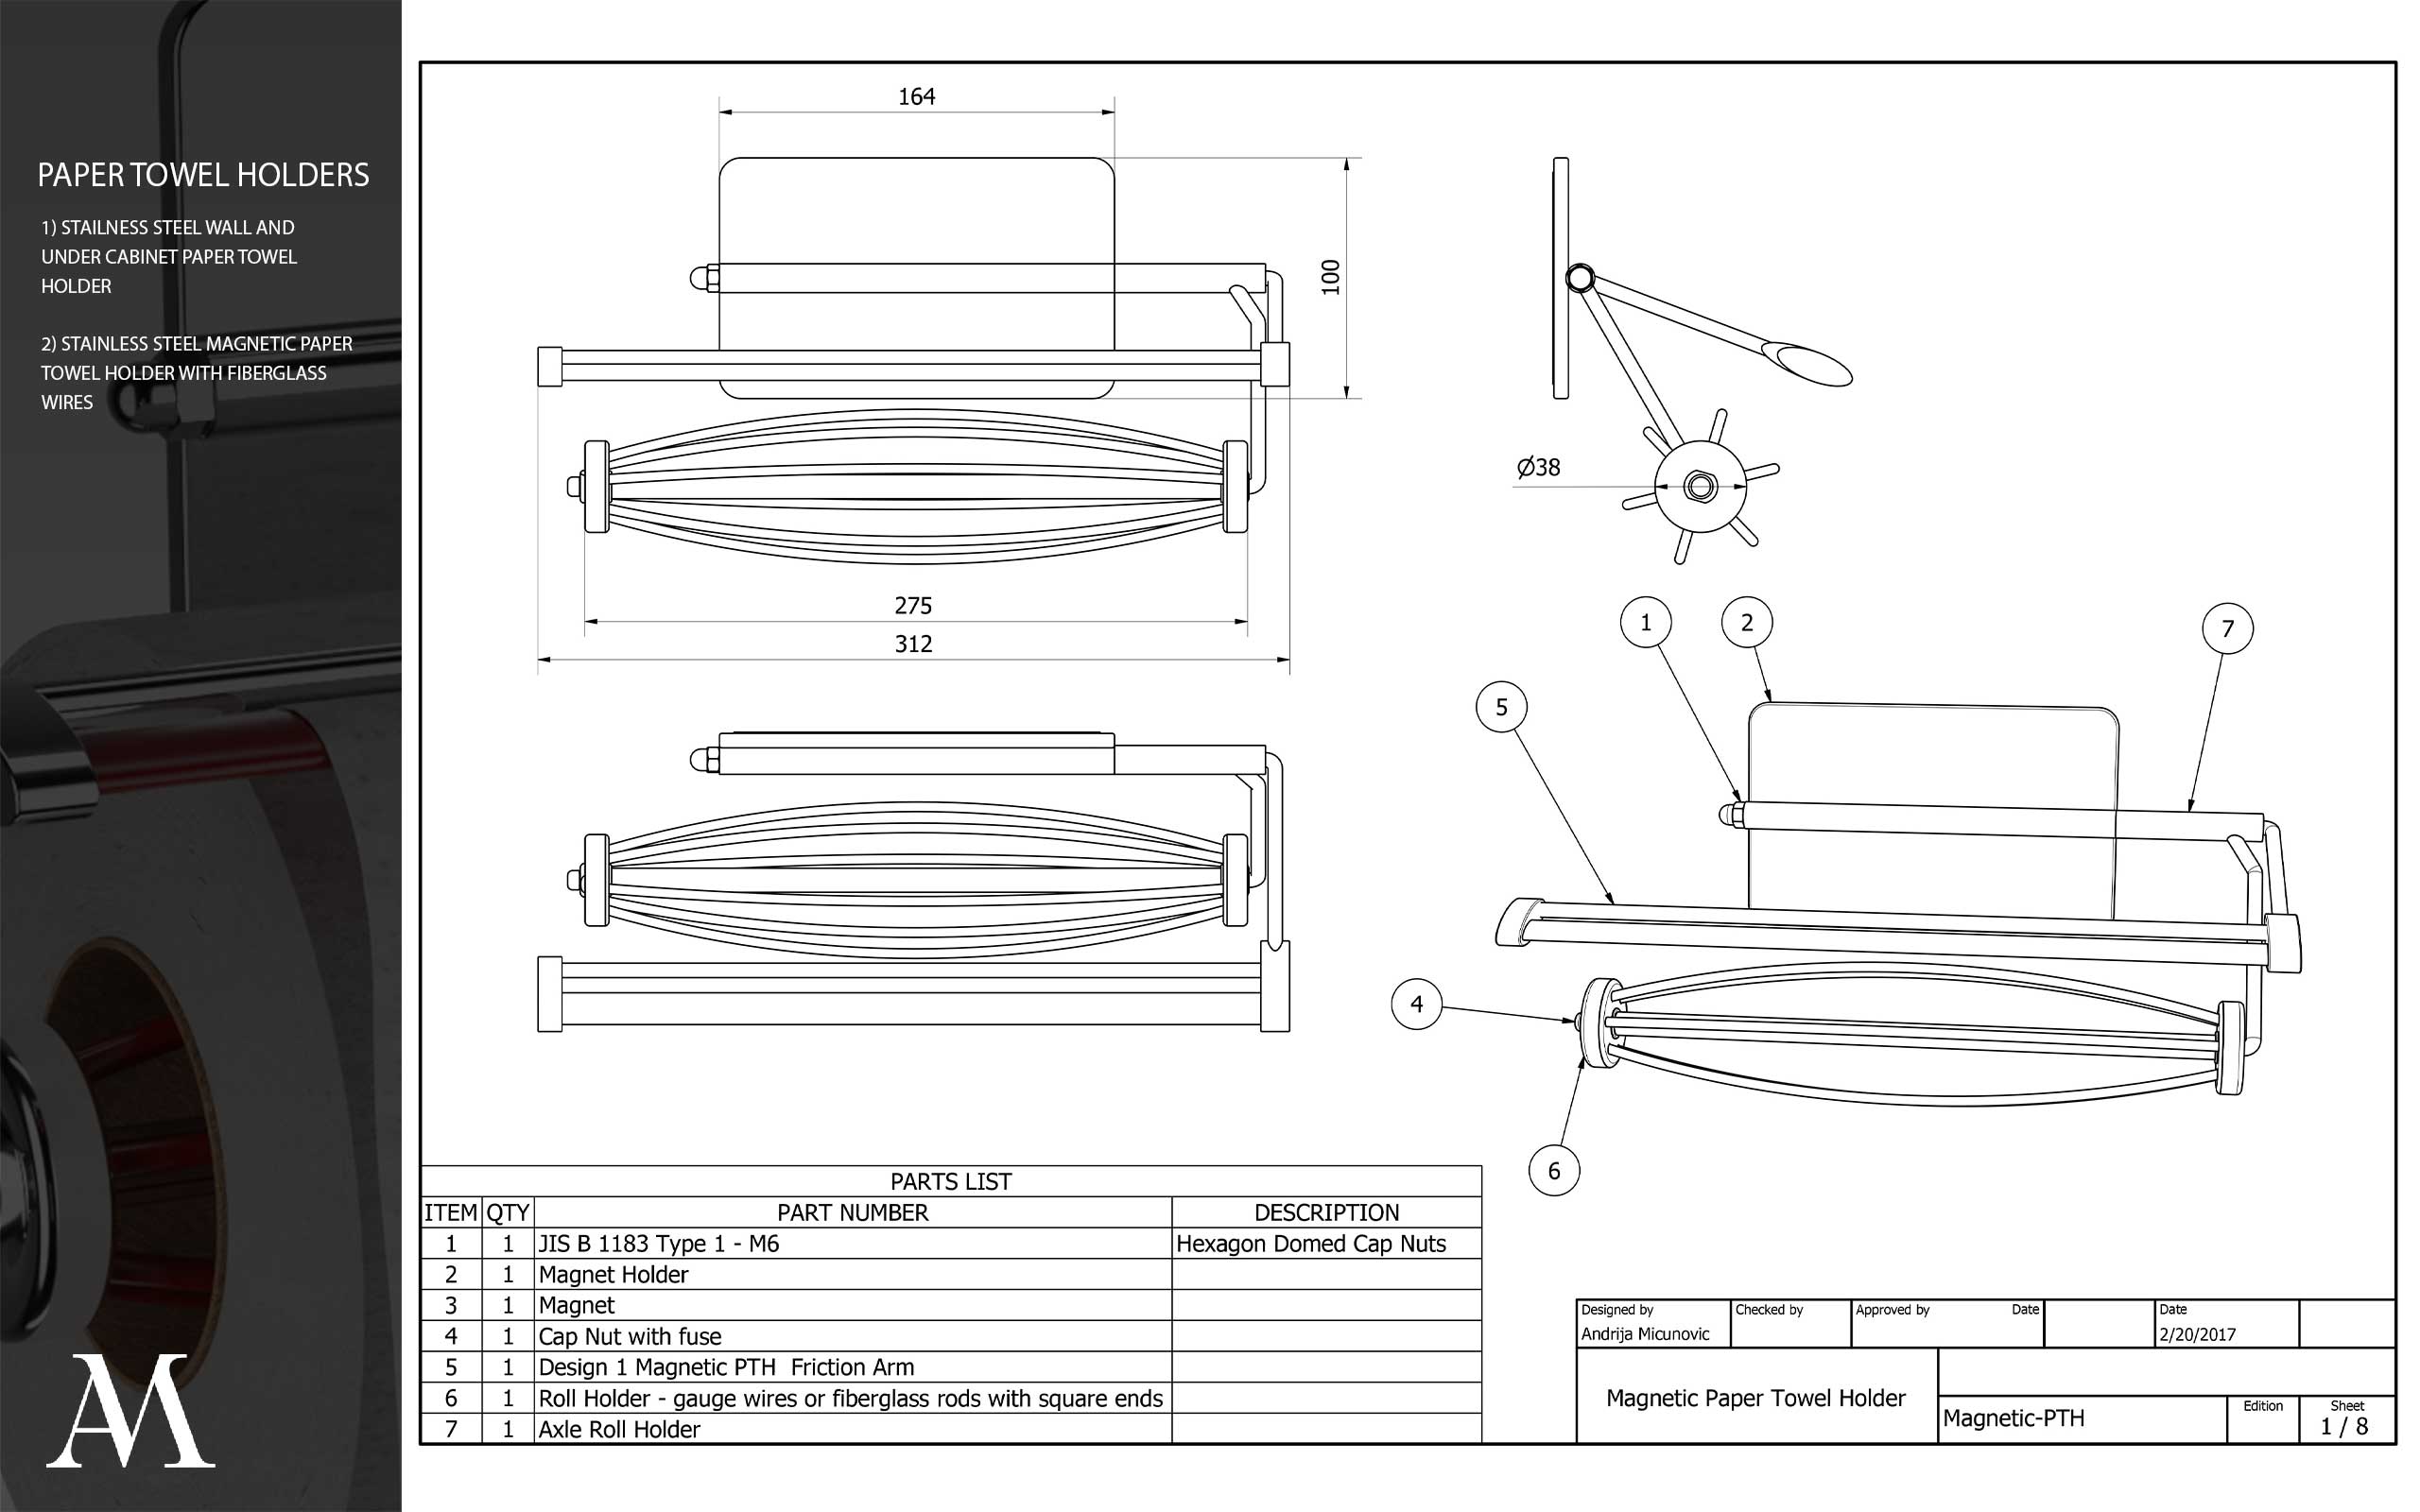 PAPER TOWEL HOLDERS
1) STAILNESS STEEL WALL AND
UNDER CABINET PAPER TOWEL
HOLDER
2) STAINLESS STEEL MAGNETIC PAPER
TOWEL HOLDER WITH FIBERGLASS
WIRES
AM
164
100
275
312
Ø38
1
2
7
5
4
6
PARTS LIST
ITEM QTY PART NUMBER DESCRIPTION
1 1 JIS B 1183 Type 1 - M6 Hexagon Domed Cap Nuts
2 1 Magnet Holder
3 1 Magnet
4 1 Cap Nut with fuse
5 1 Design 1 Magnetic PTH  Friction Arm
6 1 Roll Holder - gauge wires or fiberglass rods with square ends
7 1 Axle Roll Holder
Designed by Checked by Approved by Date Date
Andrija Micunovic 2/20/2017
Magnetic Paper Towel Holder
Magnetic-PTH
Edition Sheet
1 / 8